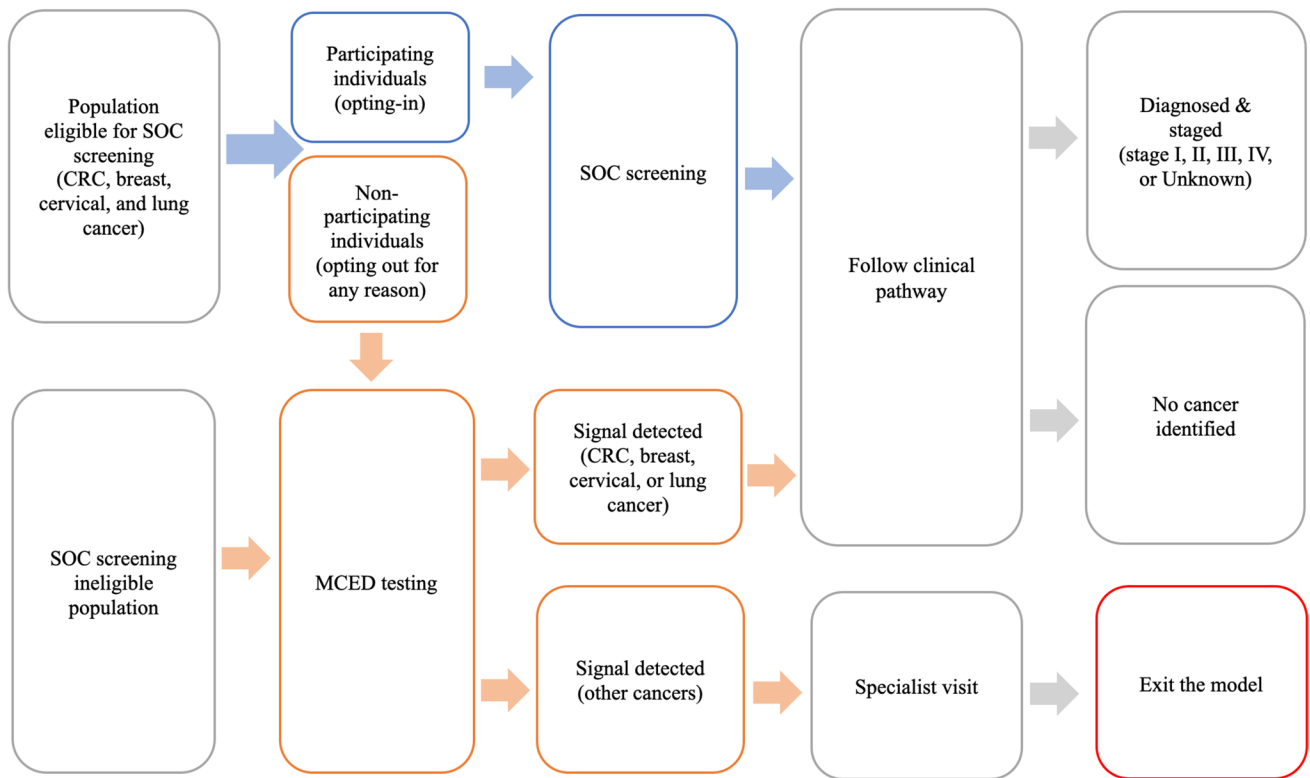 Population
eligible for SOC
screening
(CRC, breast,
cervical, and lung
cancer)
Participating
individuals
(opting-in)
Non-
participating
individuals
(opting out for
any reason)
SOC screening
Follow clinical
pathway
Diagnosed &
staged
(stage I, II, III, IV,
or Unknown)
No cancer
identified
SOC screening
ineligible
population
MCED testing
Signal detected
(CRC, breast,
cervical, or lung
cancer)
Signal detected
(other cancers)
Specialist visit
Exit the model